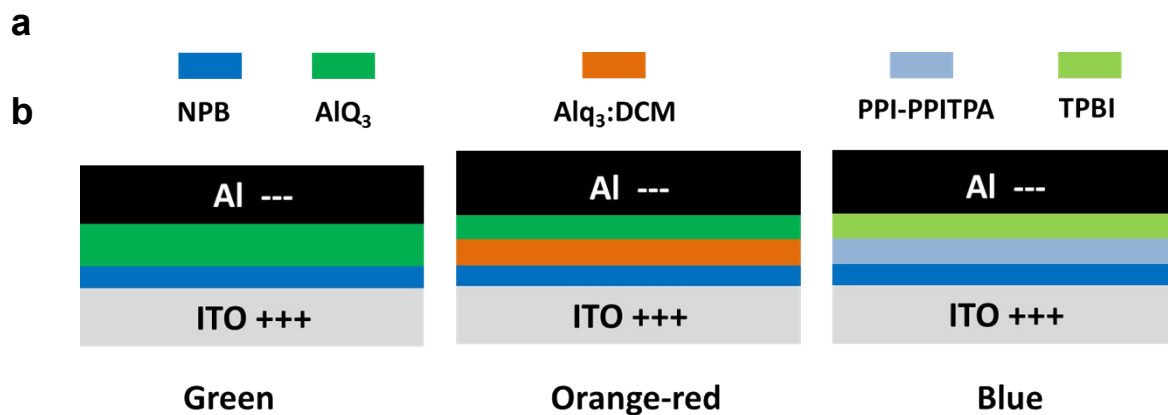 a
b
NPB AlQ₃ Alq₃:DCM PPI-PPITPA TPBI
Al --- Al --- Al ---
ITO +++ ITO +++ ITO +++
Green Orange-red Blue